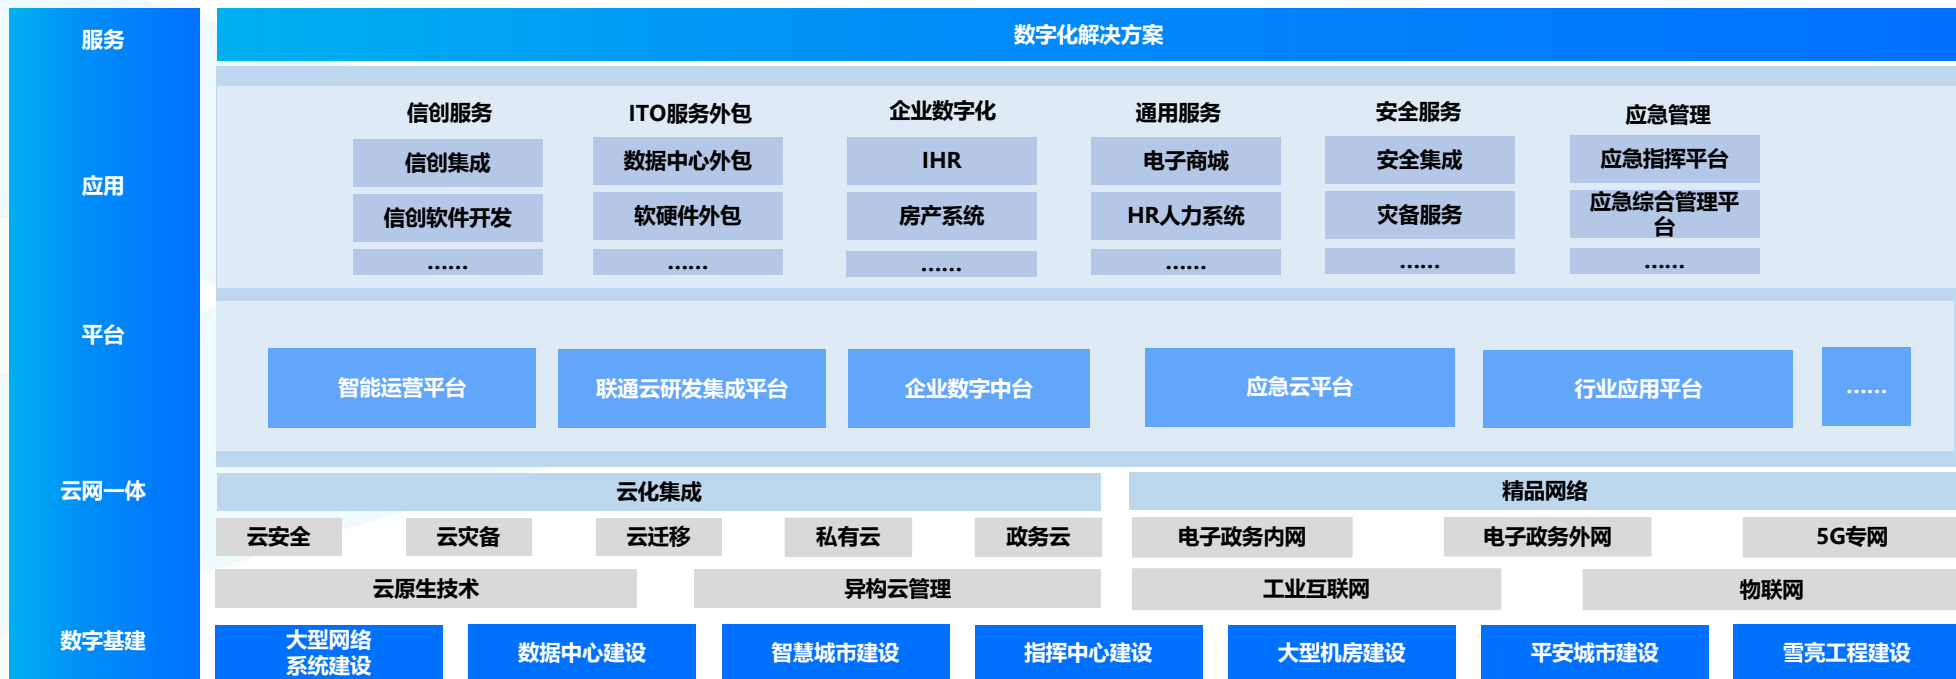 服务
数字化解决方案
应用
信创服务
信创集成
信创软件开发
……
ITO服务外包
数据中心外包
软硬件外包
……
企业数字化
IHR
房产系统
……
通用服务
电子商城
HR人力系统
……
安全服务
安全集成
灾备服务
……
应急管理
应急指挥平台
应急综合管理平
台
……
平台
智能运营平台
联通云研发集成平台
企业数字中台
应急云平台
行业应用平台
……
云网一体
云化集成
云安全
云灾备
云迁移
私有云
政务云
云原生技术
异构云管理
精品网络
电子政务内网
电子政务外网
5G专网
工业互联网
物联网
数字基建
大型网络
系统建设
数据中心建设
智慧城市建设
指挥中心建设
大型机房建设
平安城市建设
雪亮工程建设